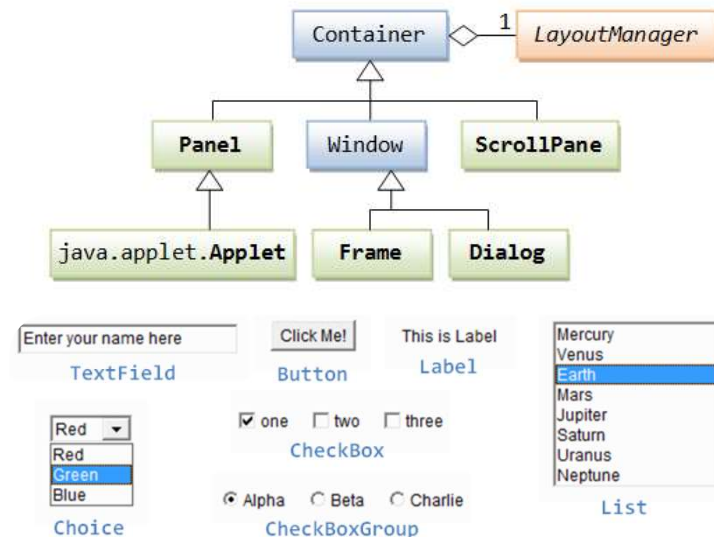 Container
1
LayoutManager
Panel
Window
ScrollPane
java.applet.Applet
Frame
Dialog
Enter your name here
TextField
Click Me!
Button
This is Label
Label
Mercury
Venus
Earth
Mars
Jupiter
Saturn
Uranus
Neptune
List
Red
Red
Green
Blue
Choice
one two three
CheckBox
Alpha Beta Charlie
CheckBoxGroup